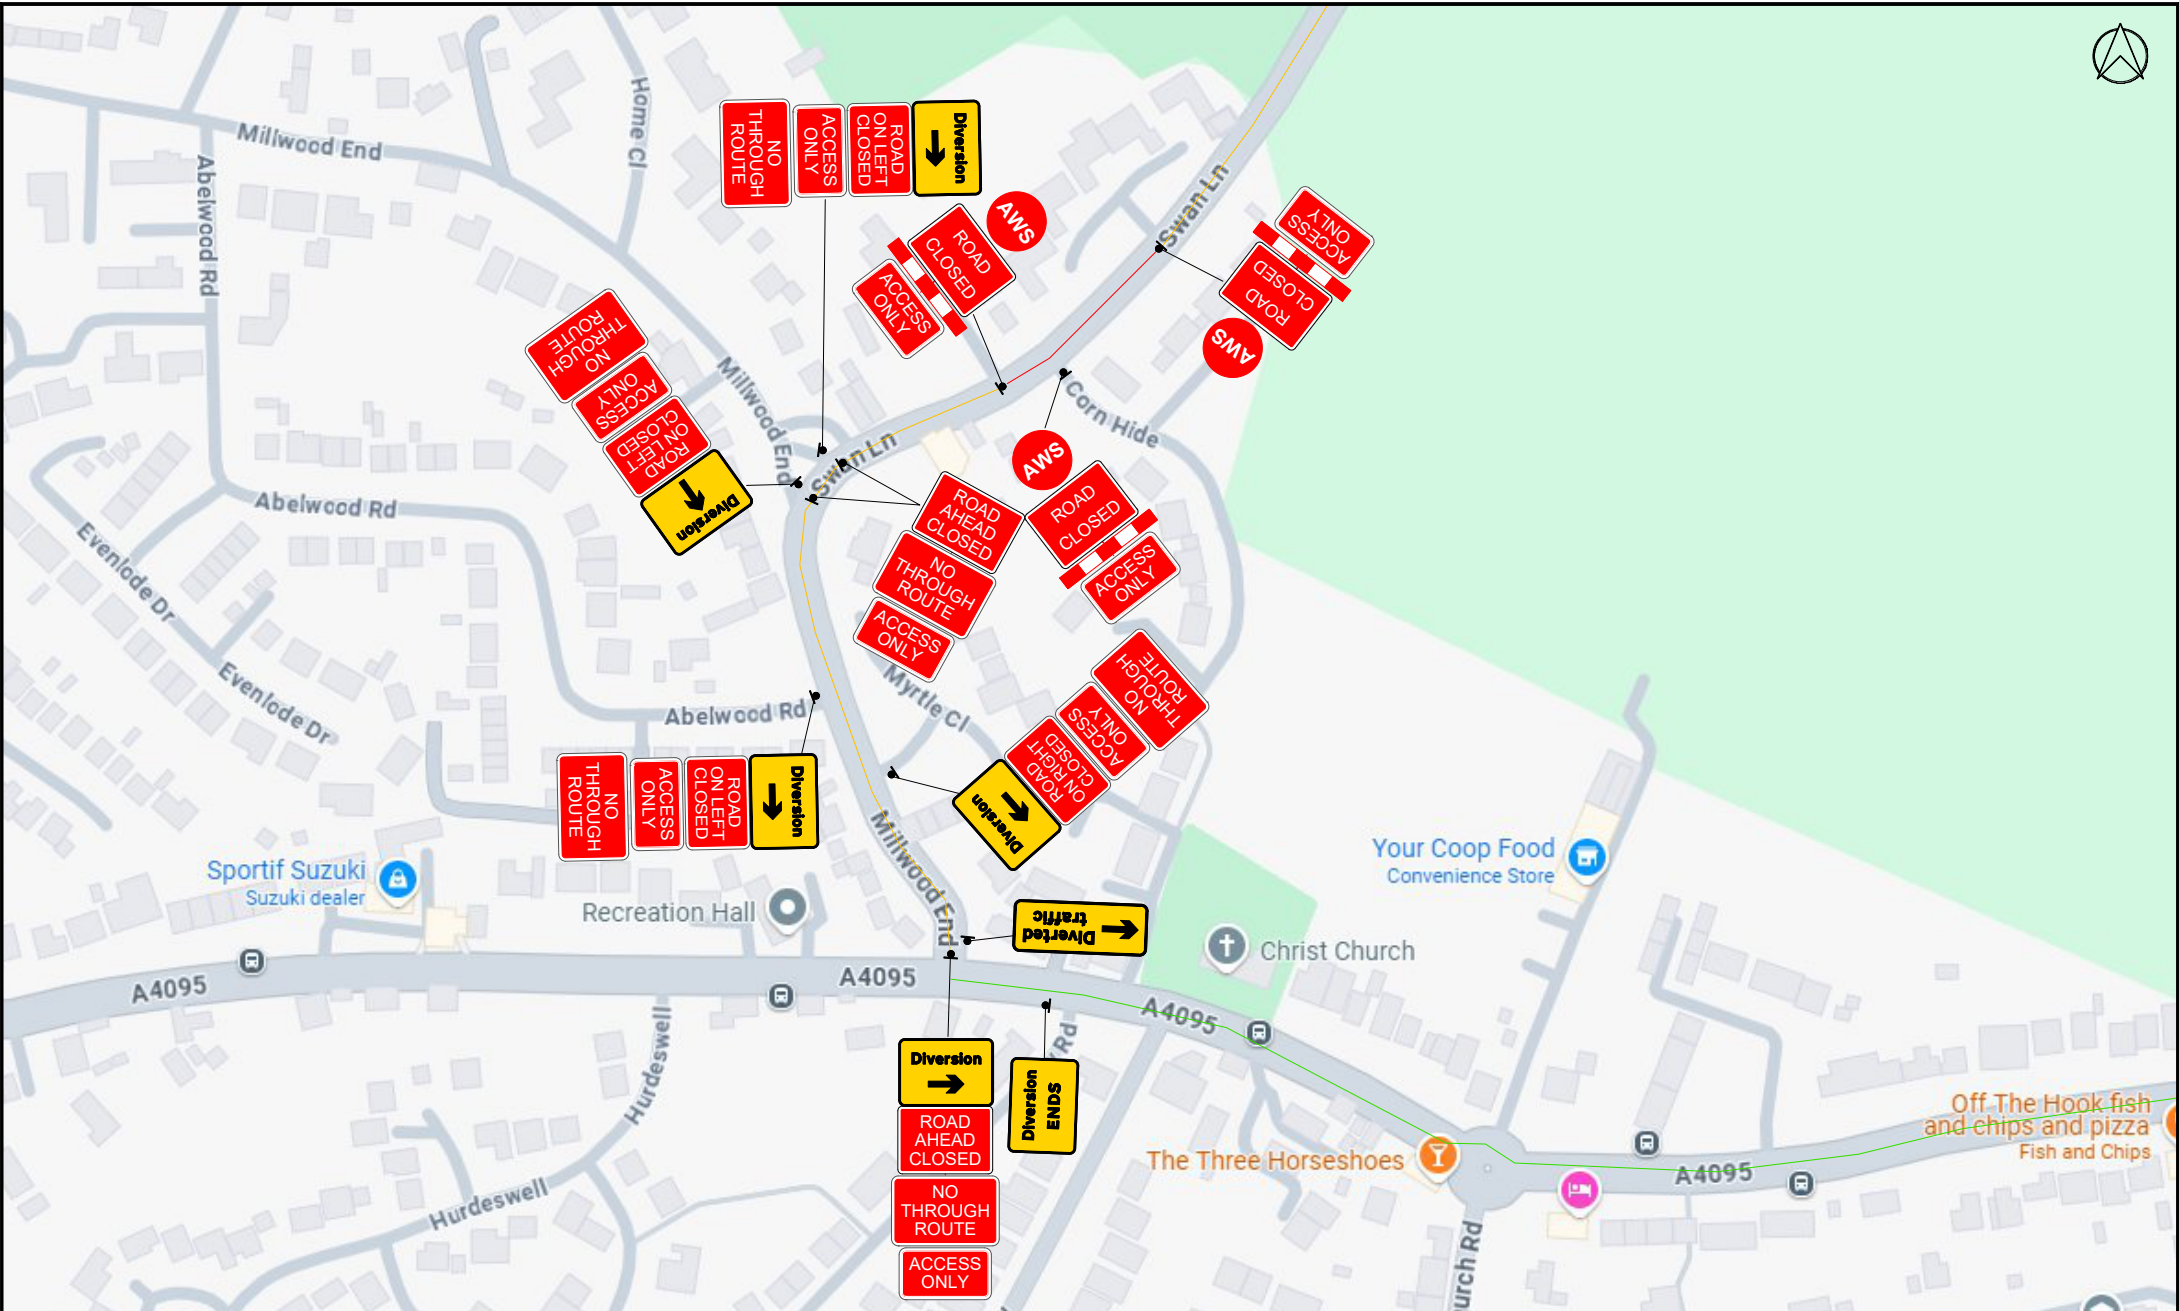 Millwood End
Home Cl
Abelwood Rd
NO
THROUGH
ROUTE
ACCESS
ONLY
ROAD
ON LEFT
CLOSED
Diversion
AWS
ROAD
CLOSED
ACCESS
ONLY
Swan Ln
ACCESS
ONLY
ROAD
CLOSED
AWS
NO
THROUGH
ROUTE
ACCESS
ONLY
ROAD
ON LEFT
CLOSED
Diversion
Millwood End
Swan Ln
Corn Hide
AWS
ROAD
CLOSED
ACCESS
ONLY
ROAD
AHEAD
CLOSED
NO
THROUGH
ROUTE
ACCESS
ONLY
Abelwood Rd
Evenlode Dr
Evenlode Dr
Abelwood Rd
Myrtle Cl
NO
THROUGH
ROUTE
ACCESS
ONLY
ROAD
ON RIGHT
CLOSED
Diversion
NO
THROUGH
ROUTE
ACCESS
ONLY
ROAD
ON LEFT
CLOSED
Diversion
Millwood End
Sportif Suzuki
Suzuki dealer
Recreation Hall
Diverted
traffic
Christ Church
Your Coop Food
Convenience Store
A4095
A4095
A4095
A4095
Rd
Hurdeswell
Hurdeswell
Diversion
ROAD
AHEAD
CLOSED
NO
THROUGH
ROUTE
ACCESS
ONLY
Diversion
ENDS
The Three Horseshoes
Off The Hook fish
and chips and pizza
Fish and Chips
urch Rd